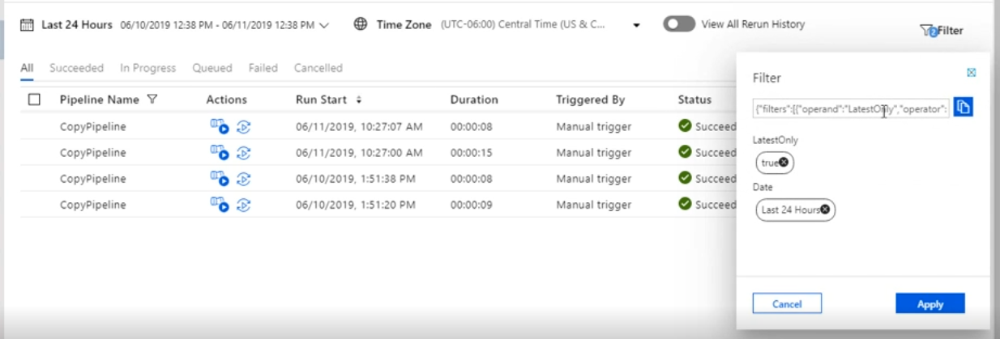 Last 24 Hours 06/10/2019 12:38 PM - 06/11/2019 12:38 PM Time Zone (UTC-06:00) Central Time (US & C... View All Rerun History 2 Filter
All Succeeded In Progress Queued Failed Cancelled
Pipeline Name Actions Run Start Duration Triggered By Status
CopyPipeline 06/11/2019, 10:27:07 AM 00:00:08 Manual trigger Succeed
CopyPipeline 06/11/2019, 10:27:00 AM 00:00:15 Manual trigger Succeed
CopyPipeline 06/10/2019, 1:51:38 PM 00:00:08 Manual trigger Succeed
CopyPipeline 06/10/2019, 1:51:20 PM 00:00:09 Manual trigger Succeed
Filter
{"filters":[{"operand":"LatestOnly","operator":
LatestOnly
true
Date
Last 24 Hours
Cancel Apply